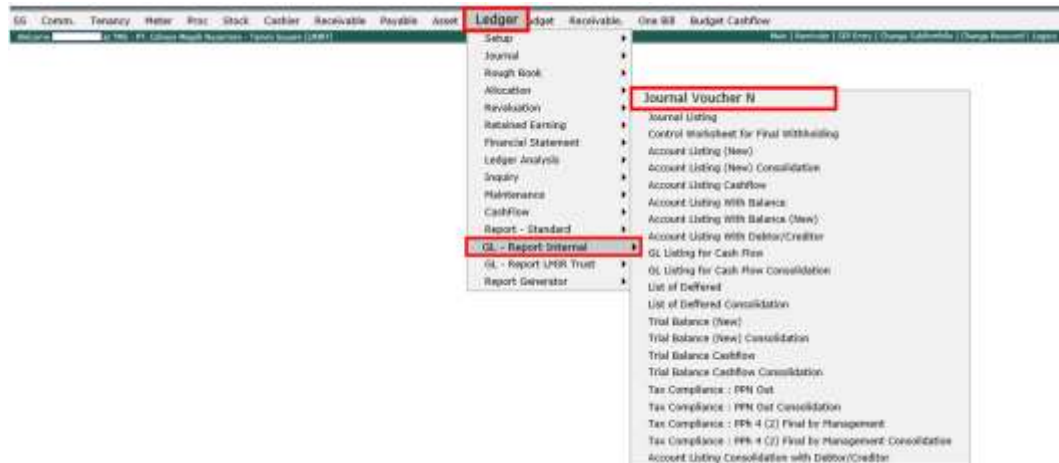 SS Comm. Tenancy Meter Proc Stock Cashier Receivable Payable Asset Ledger Budget Receivable. One Bill Budget Cashflow
Welcome
Setup
Journal
Rough Book
Allocation
Revaluation
Retained Earning
Financial Statement
Ledger Analysis
Inquiry
Maintenance
CashFlow
Report - Standard
GL - Report Internal
GL - Report LMIR Trust
Report Generator
Journal Voucher N
Journal Listing
Control Worksheet for Final Withholding
Account Listing (New)
Account Listing (New) Consolidation
Account Listing Cashflow
Account Listing With Balance
Account Listing With Balance (New)
Account Listing With Debtor/Creditor
GL Listing for Cash Flow
GL Listing for Cash Flow Consolidation
List of Deffered
List of Deffered Consolidation
Trial Balance (New)
Trial Balance (New) Consolidation
Trial Balance Cashflow
Trial Balance Cashflow Consolidation
Tax Compliance : PPN Out
Tax Compliance : PPN Out Consolidation
Tax Compliance : PPh 4 (2) Final by Management
Tax Compliance : PPh 4 (2) Final by Management Consolidation
Account Listing Consolidation with Debtor/Creditor